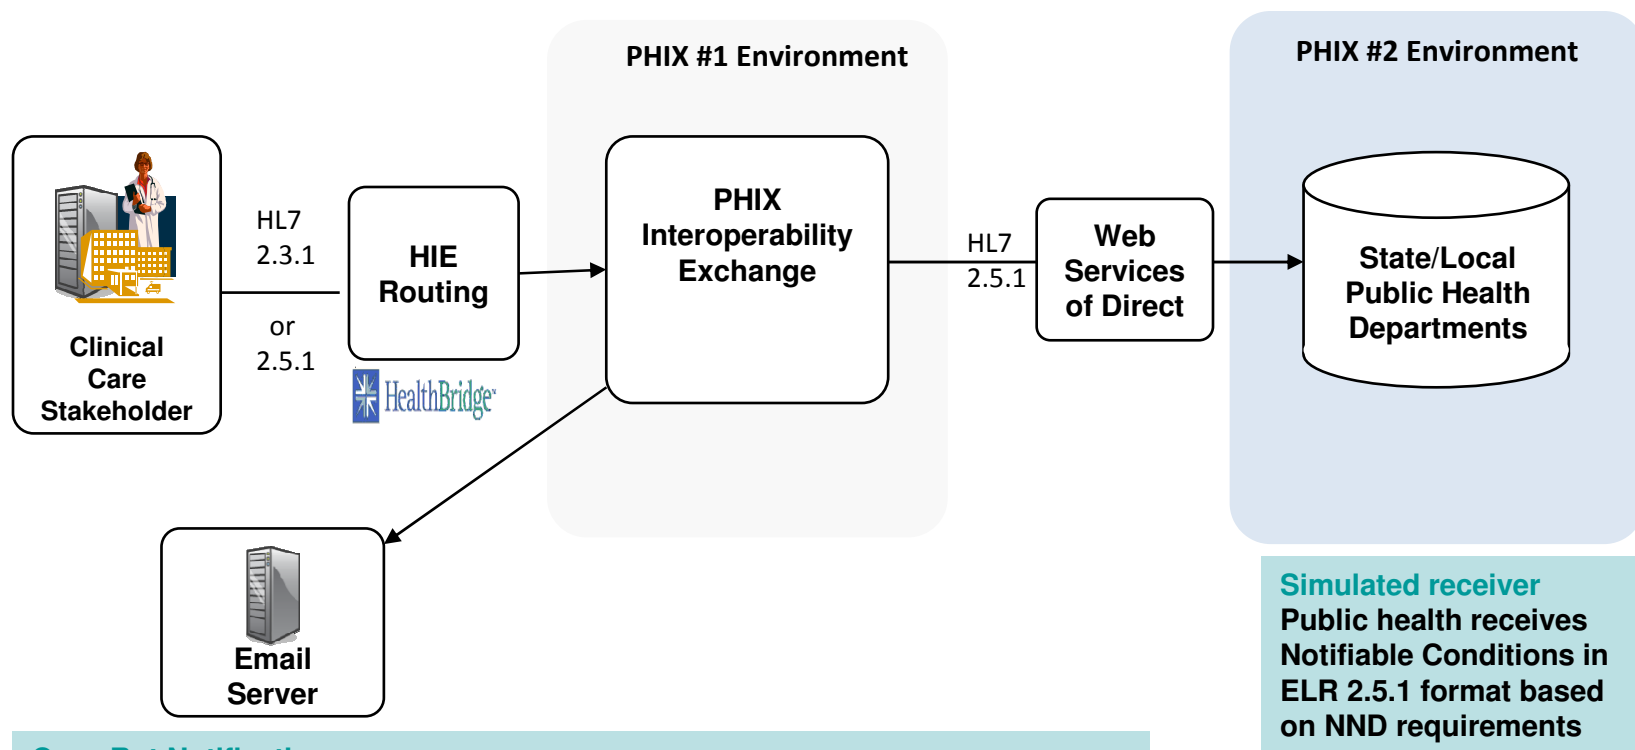 PHIX #1 Environment
PHIX #2 Environment
Clinical
Care
Stakeholder
HL7
2.3.1
or
2.5.1
HIE
Routing
HealthBridge™
PHIX
Interoperability
Exchange
HL7
2.5.1
Web
Services
of Direct
State/Local
Public Health
Departments
Email
Server
Simulated receiver
Public health receives
Notifiable Conditions in
ELR 2.5.1 format based
on NND requirements